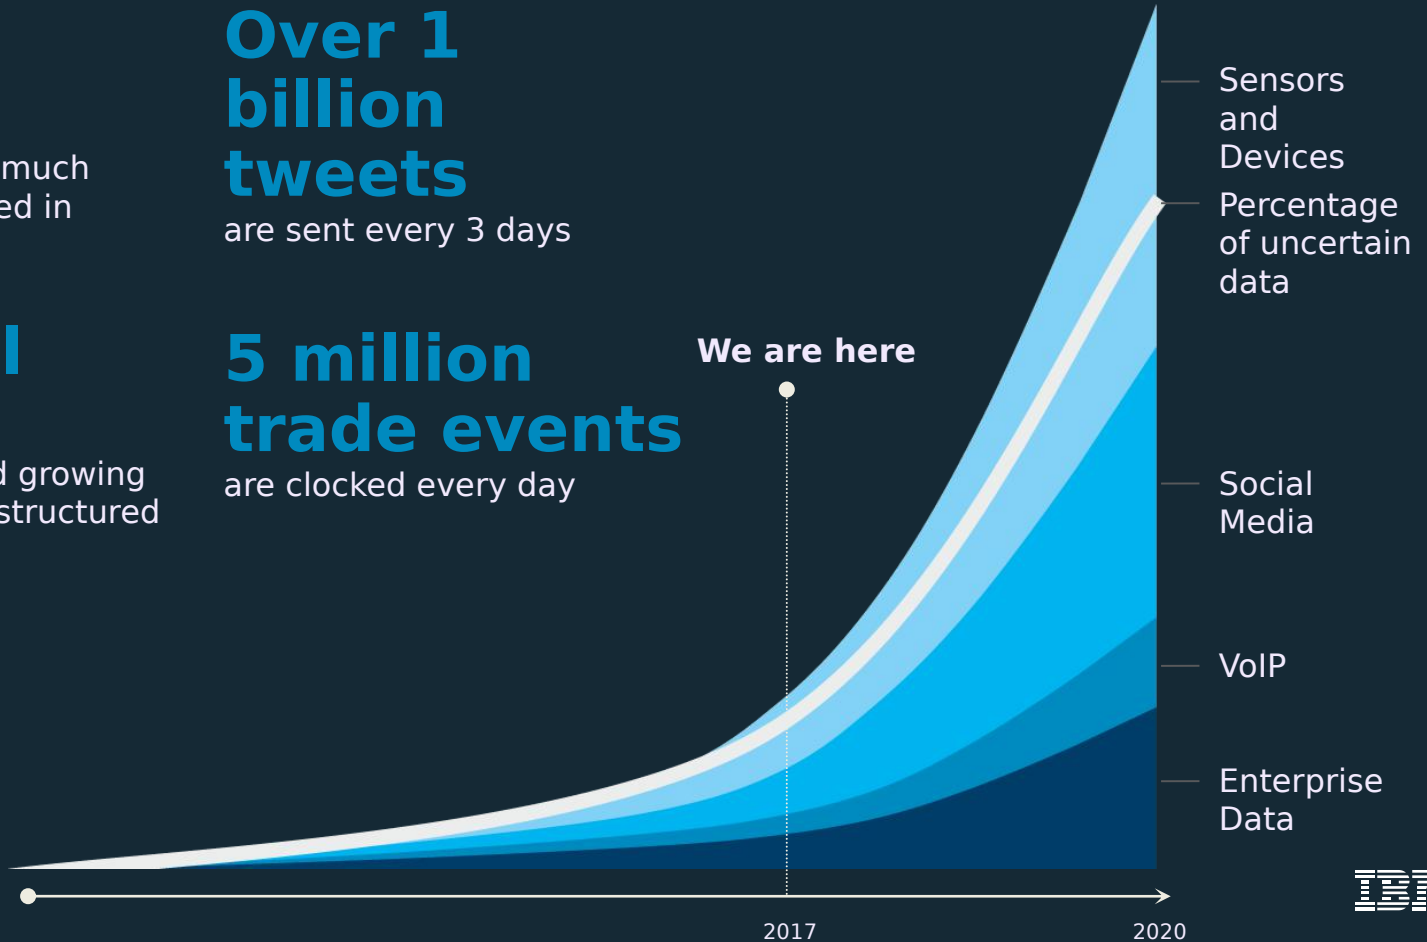 much
ed in
l
growing
structured
Over 1
billion
tweets
are sent every 3 days
5 million
trade events
are clocked every day
We are here
Sensors
and
Devices
Percentage
of uncertain
data
Social
Media
VoIP
Enterprise
Data
2017
2020